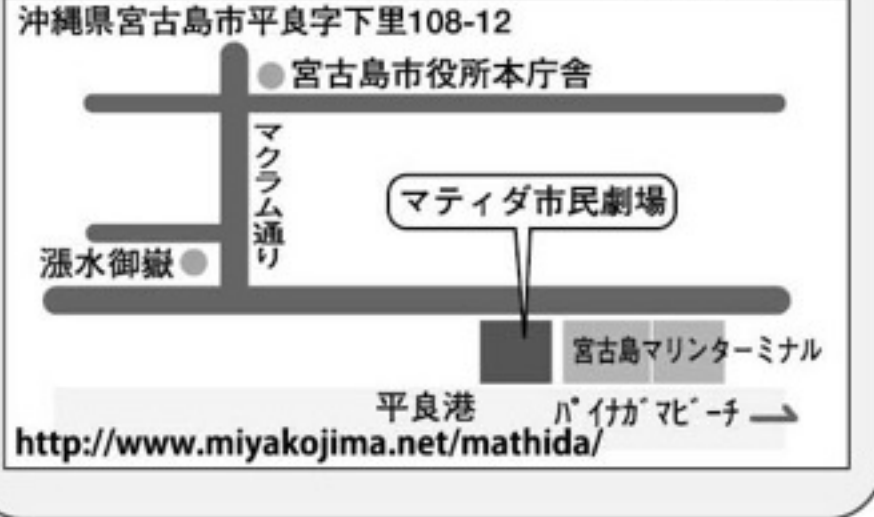 沖縄県宮古島市平良字下里108-12
宮古島市役所本庁舎
マクラム通り
マティダ市民劇場
漲水御嶽
宮古島マリンターミナル
平良港
ﾊﾟｲﾅｶﾞﾏﾋﾞｰﾁ
http://www.miyakojima.net/mathida/